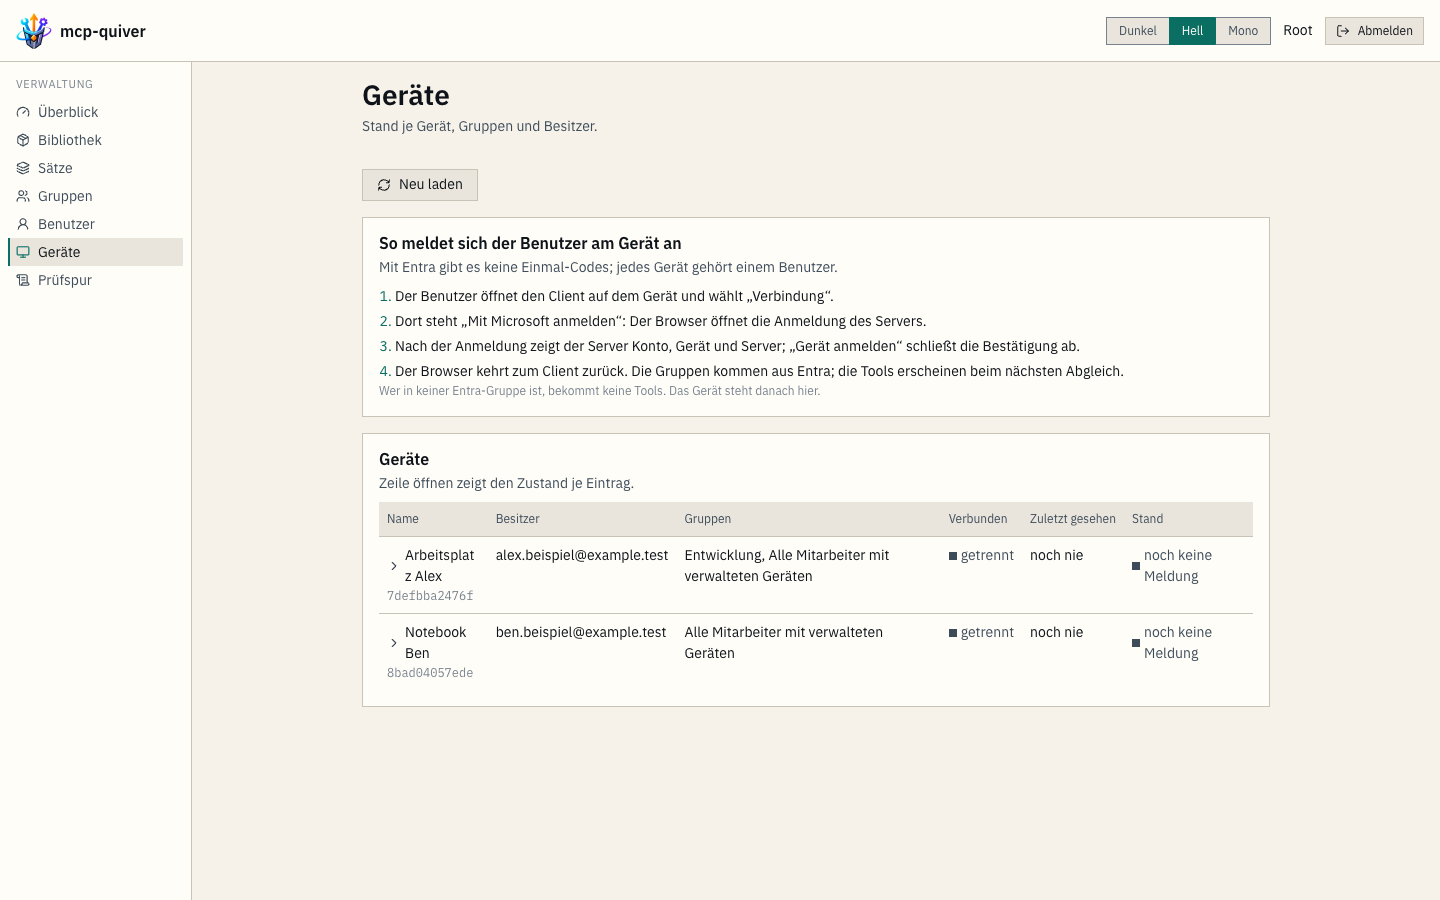 mcp-quiver
Dunkel Hell Mono Root Abmelden
VERWALTUNG
Überblick
Bibliothek
Sätze
Gruppen
Benutzer
Geräte
Prüfspur
Geräte
Stand je Gerät, Gruppen und Besitzer.
Neu laden
So meldet sich der Benutzer am Gerät an
Mit Entra gibt es keine Einmal-Codes; jedes Gerät gehört einem Benutzer.
1. Der Benutzer öffnet den Client auf dem Gerät und wählt „Verbindung“.
2. Dort steht „Mit Microsoft anmelden“: Der Browser öffnet die Anmeldung des Servers.
3. Nach der Anmeldung zeigt der Server Konto, Gerät und Server; „Gerät anmelden“ schließt die Bestätigung ab.
4. Der Browser kehrt zum Client zurück. Die Gruppen kommen aus Entra; die Tools erscheinen beim nächsten Abgleich.
Wer in keiner Entra-Gruppe ist, bekommt keine Tools. Das Gerät steht danach hier.
Geräte
Zeile öffnen zeigt den Zustand je Eintrag.
Name Besitzer Gruppen Verbunden Zuletzt gesehen Stand
Arbeitsplat alex.beispiel@example.test Entwicklung, Alle Mitarbeiter mit getrennt noch nie noch keine
z Alex verwalteten Geräten Meldung
7defbba2476f
Notebook ben.beispiel@example.test Alle Mitarbeiter mit verwalteten getrennt noch nie noch keine
Ben Geräten Meldung
8bad04057ede